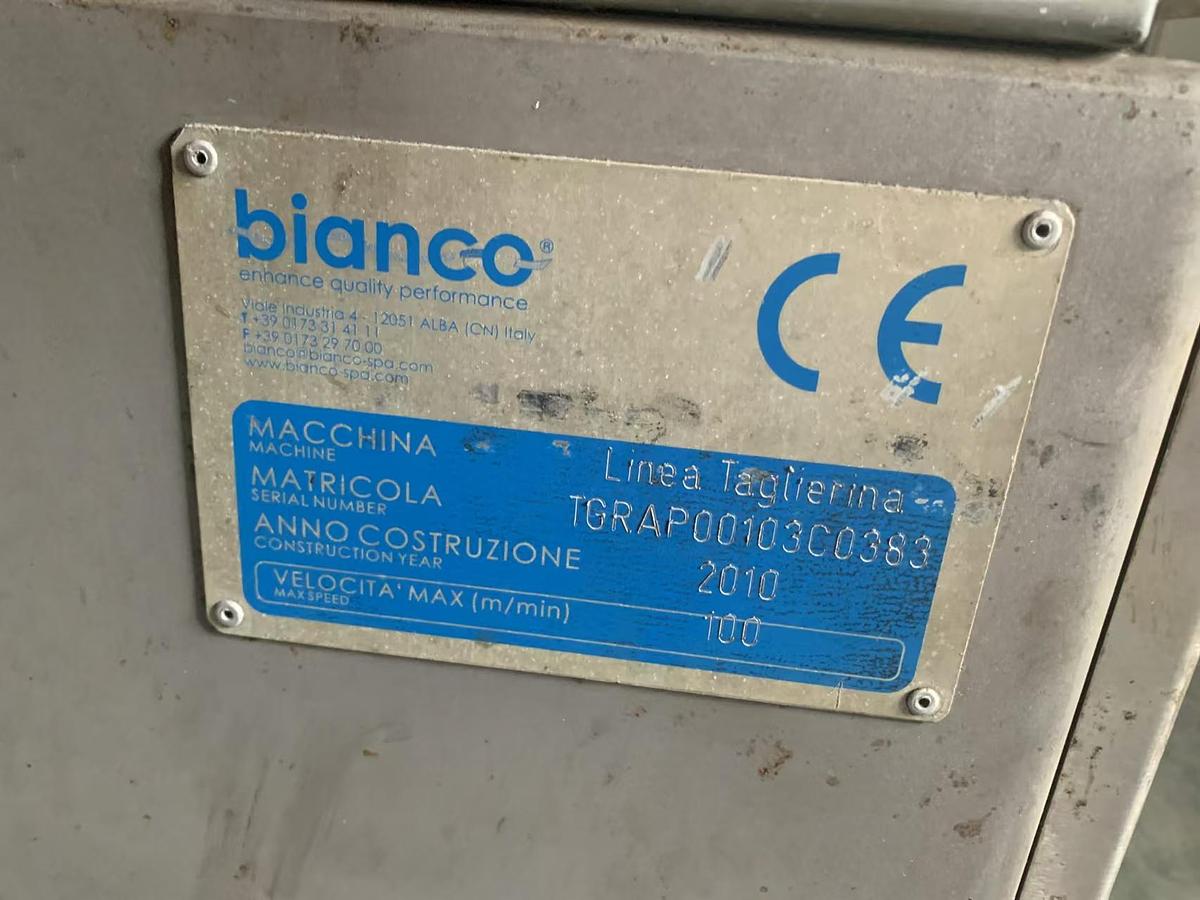 bianco®
enhance quality performance
Viale Industria 4 - 12051 ALBA (CN) Italy
T +39 0173 31 41 11
F +39 0173 29 70 00
bianco@bianco-spa.com
www.bianco-spa.com
CE
MACCHINA Linea Taglierina
MACHINE
MATRICOLA TGRAP00103C0383
SERIAL NUMBER
ANNO COSTRUZIONE 2010
CONSTRUCTION YEAR
VELOCITA' MAX (m/min) 100
MAX SPEED